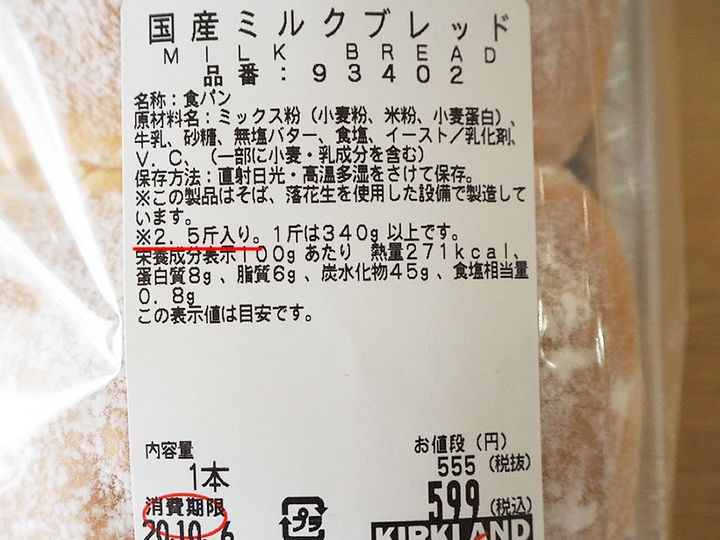 国産ミルクブレッド
MILK BREAD
品番:93402
名称:食パン
原材料名:ミックス粉(小麦粉、米粉、小麦蛋白)、
牛乳、砂糖、無塩バター、食塩、イースト/乳化剤、
V.C、(一部に小麦・乳成分を含む)
保存方法:直射日光・高温多湿をさけて保存。
※この製品はそば、落花生を使用した設備で製造して
います。
※2.5斤入り。1斤は340g以上です。
栄養成分表示100gあたり 熱量271kcal、
蛋白質8g、脂質6g、炭水化物45g、食塩相当量
0.8g
この表示値は目安です。
内容量
1本
お値段(円)
555(税抜)
599(税込)
消費期限
20.10.6
プラ
KIRKLAND